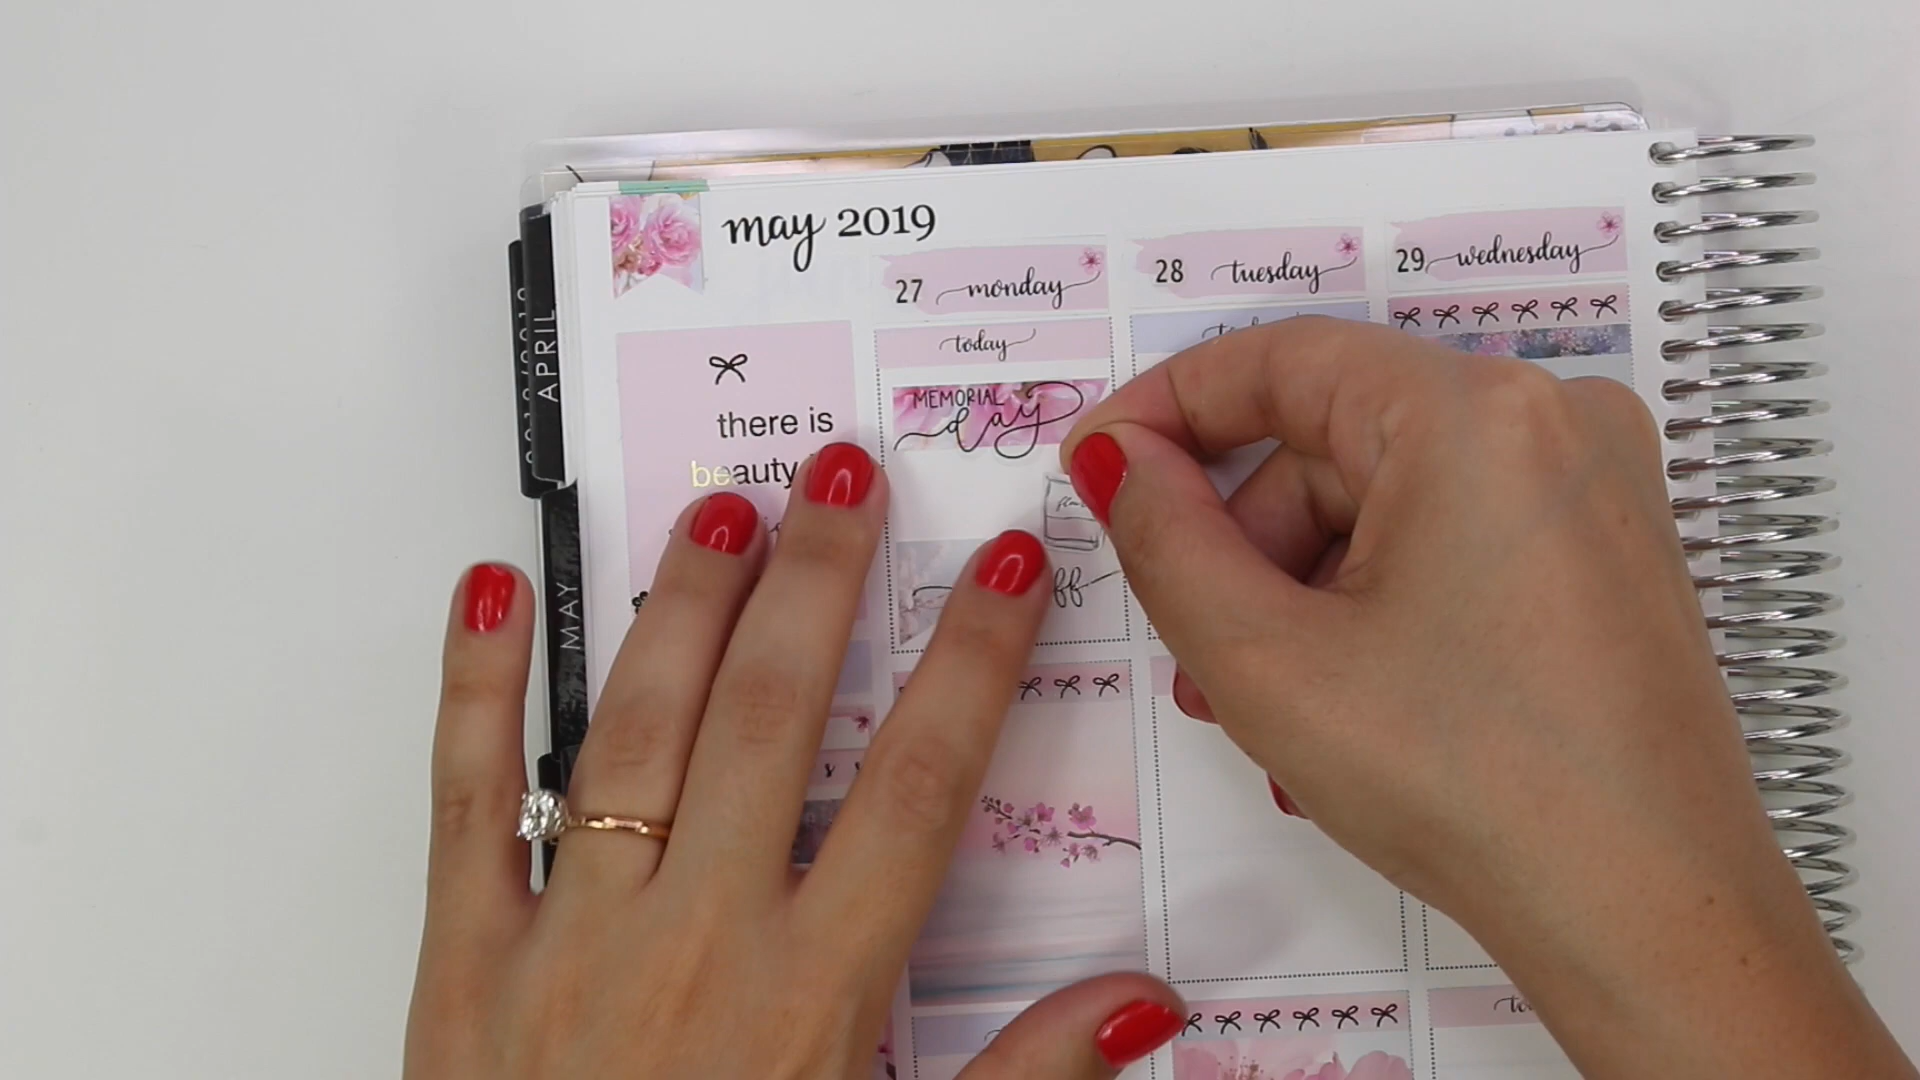 may 2019
27 monday
28 tuesday
29 wednesday
today
MEMORIAL
day
there is
beauty
APRIL
MAY